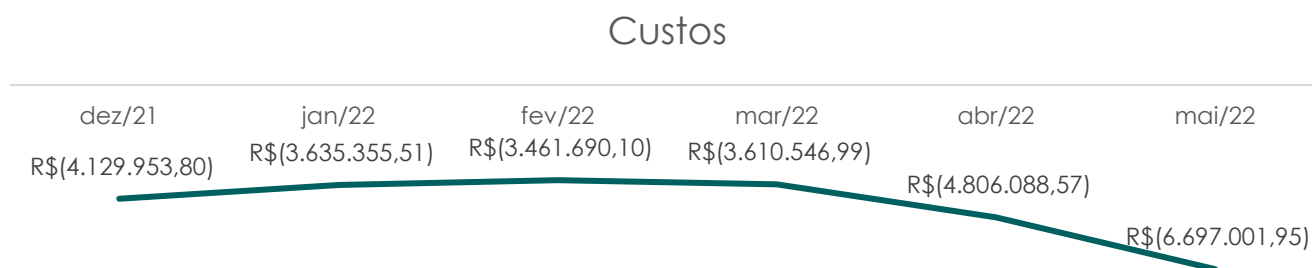 Custos
dez/21 jan/22 fev/22 mar/22 abr/22 mai/22
R$(4.129.953,80) R$(3.635.355,51) R$(3.461.690,10) R$(3.610.546,99)
R$(4.806.088,57)
R$(6.697.001,95)